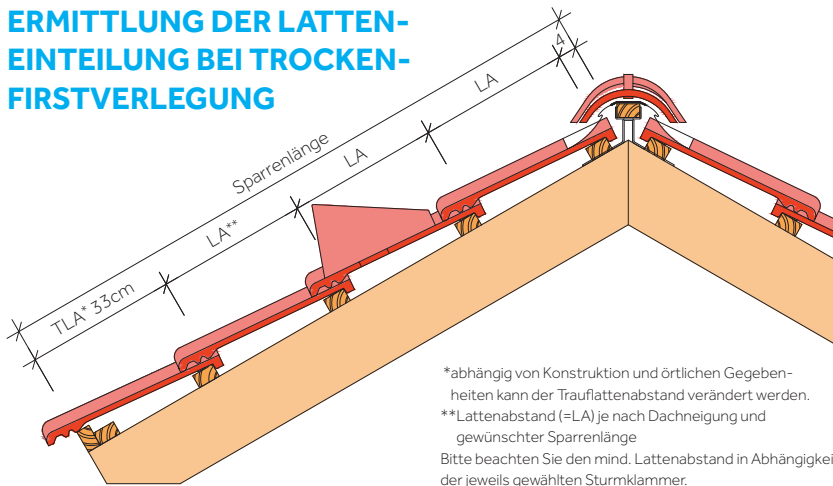 ERMITTLUNG DER LATTEN-
EINTEILUNG BEI TROCKEN-
FIRSTVERLEGUNG
4
LA
Sparrenlänge
LA
LA**
TLA* 33cm
*abhängig von Konstruktion und örtlichen Gegeben-
heiten kann der Trauflattenabstand verändert werden.
**Lattenabstand (=LA) je nach Dachneigung und
gewünschter Sparrenlänge
Bitte beachten Sie den mind. Lattenabstand in Abhängigkei
der jeweils gewählten Sturmklammer.